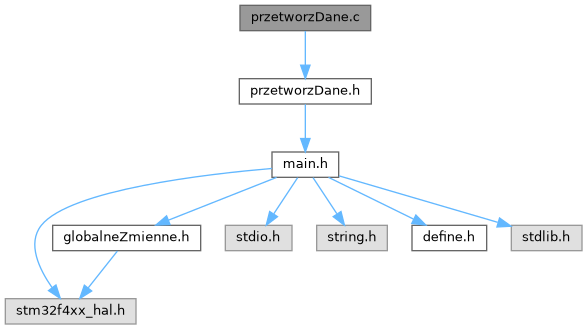 przetworzDane.c
przetworzDane.h
main.h
globalneZmienne.h
stdio.h
string.h
define.h
stdlib.h
stm32f4xx_hal.h